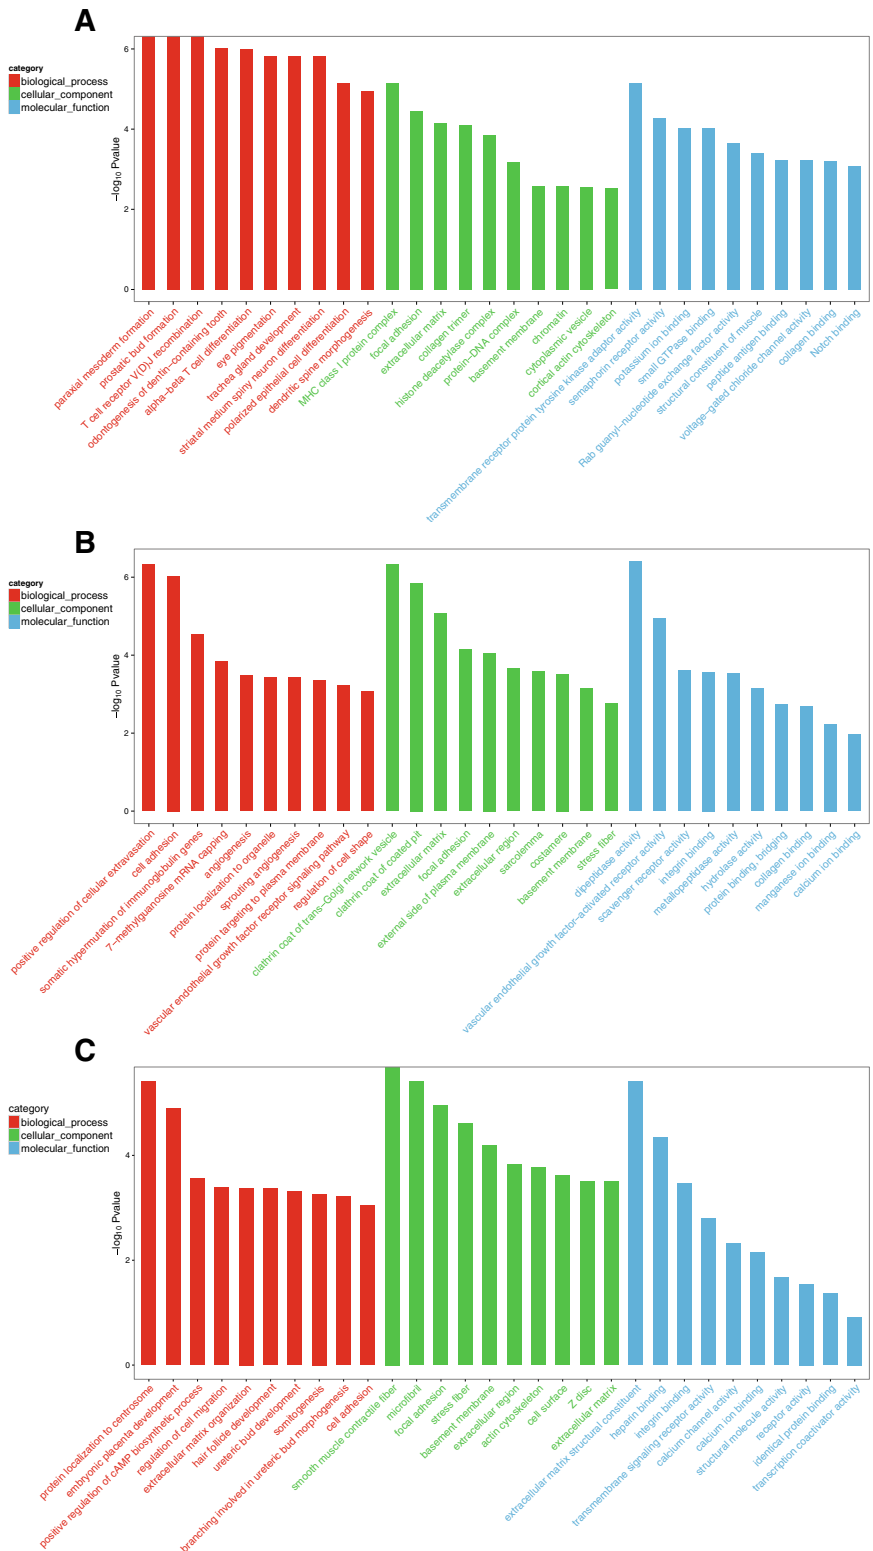 A
category
biological_process
cellular_component
molecular_function
−log10 Pvalue
6
4
2
0
paraxial mesoderm formation
prostatic bud formation
T cell receptor V(D)J recombination
odontogenesis of dentin−containing tooth
alpha−beta T cell differentiation
eye pigmentation
trachea gland development
striatal medium spiny neuron differentiation
polarized epithelial cell differentiation
dendritic spine morphogenesis
MHC class I protein complex
focal adhesion
extracellular matrix
collagen trimer
histone deacetylase complex
protein−DNA complex
basement membrane
chromatin
cytoplasmic vesicle
cortical actin cytoskeleton
transmembrane receptor protein tyrosine kinase adaptor activity
semaphorin receptor activity
potassium ion binding
small GTPase binding
Rab guanyl−nucleotide exchange factor activity
structural constituent of muscle
peptide antigen binding
voltage−gated chloride channel activity
collagen binding
Notch binding
B
category
biological_process
cellular_component
molecular_function
−log10 Pvalue
6
4
2
0
positive regulation of cellular extravasation
cell adhesion
somatic hypermutation of immunoglobulin genes
7−methylguanosine mRNA capping
angiogenesis
protein localization to organelle
sprouting angiogenesis
protein targeting to plasma membrane
vascular endothelial growth factor receptor signaling pathway
regulation of cell shape
clathrin coat of trans−Golgi network vesicle
clathrin coat of coated pit
extracellular matrix
focal adhesion
external side of plasma membrane
extracellular region
sarcolemma
costamere
basement membrane
stress fiber
dipeptidase activity
vascular endothelial growth factor−activated receptor activity
scavenger receptor activity
integrin binding
metallopeptidase activity
hydrolase activity
protein binding, bridging
collagen binding
manganese ion binding
calcium ion binding
C
category
biological_process
cellular_component
molecular_function
−log10 Pvalue
4
2
0
protein localization to centrosome
embryonic placenta development
positive regulation of cAMP biosynthetic process
regulation of cell migration
extracellular matrix organization
hair follicle development
ureteric bud development
somitogenesis
branching involved in ureteric bud morphogenesis
cell adhesion
smooth muscle contractile fiber
microfibril
focal adhesion
stress fiber
basement membrane
extracellular region
actin cytoskeleton
cell surface
Z disc
extracellular matrix
extracellular matrix structural constituent
heparin binding
integrin binding
transmembrane signaling receptor activity
calcium channel activity
calcium ion binding
structural molecule activity
receptor activity
identical protein binding
transcription coactivator activity